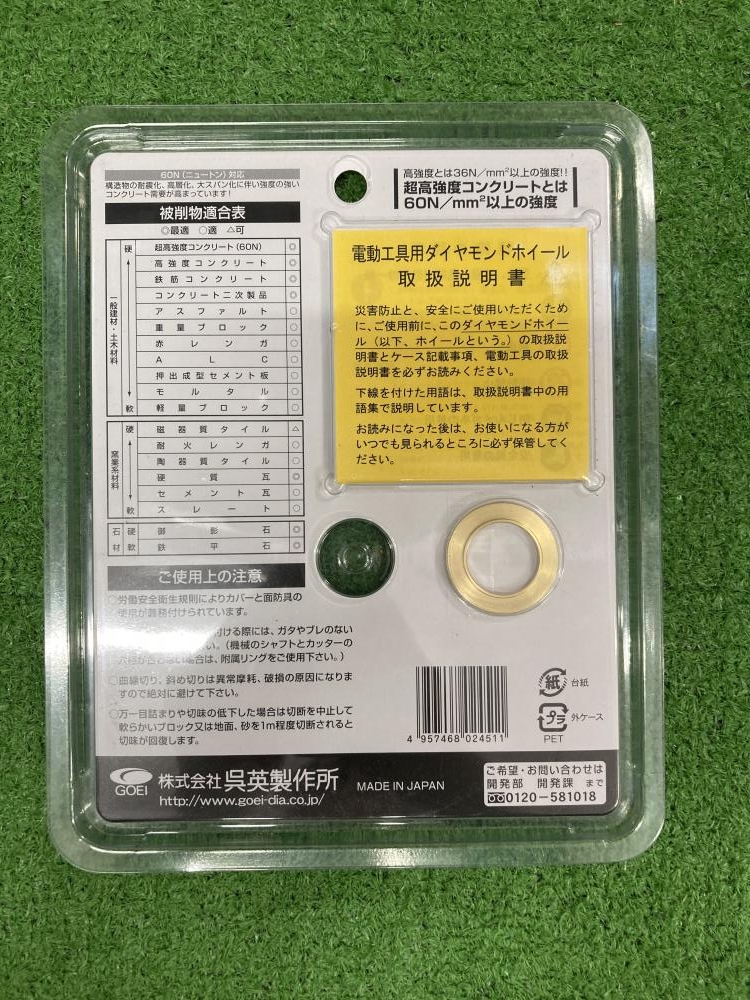 60N（ニュートン）対応
構造物の耐震化、高層化、大スパン化に伴い強度の強い
コンクリート需要が高まっています！
被削物適合表
◎最適 ○適 △可
一般建材・土木材料
硬
軟
超高強度コンクリート（60N） ◎
高強度コンクリート ◎
鉄筋コンクリート ◎
コンクリート二次製品 ◎
アスファルト ○
重量ブロック ○
赤レンガ ○
ALC ○
押出成型セメント板 ○
モルタル ○
軽量ブロック ○
窯業系材料
硬
軟
磁器質タイル △
耐火レンガ ○
陶器質タイル ○
硬質瓦 ◎
セメント瓦 ○
スレート ○
石材
硬 御影石 ◎
軟 鉄平石 ◎
ご使用上の注意
○労働安全衛生規則によりカバーと面防具の
使用が義務付けられています。
付ける際には、ガタやブレのない
い。（機械のシャフトとカッターの
穴径が合わない場合は、附属リングをご使用下さい。）
○曲線切り、斜め切りは異常摩耗、破損の原因になりま
すので絶対に避けて下さい。
○万一目詰まりや切味の低下した場合は切断を中止して
軟らかいブロック又は地面、砂を1m程度切断されると
切味が回復します。
高強度とは36N／mm²以上の強度!!
超高強度コンクリートとは
60N／mm²以上の強度
電動工具用ダイヤモンドホイール
取扱説明書
災害防止と、安全にご使用いただくため
に、ご使用前に、このダイヤモンドホイー
ル（以下、ホイールという。）の取扱説
明書とケース記載事項、電動工具の取扱
説明書を必ずお読みください。
下線を付けた用語は、取扱説明書中の用
語集で説明しています。
お読みになった後は、お使いになる方が
いつでも見られるところに必ず保管してく
ださい。
4 957468 024511
紙 台紙
プラ 外ケース
PET
GOEI 株式会社 呉英製作所 MADE IN JAPAN
http://www.goei-dia.co.jp/
ご希望・お問い合わせは
開発部 開発課 まで
0120-581018